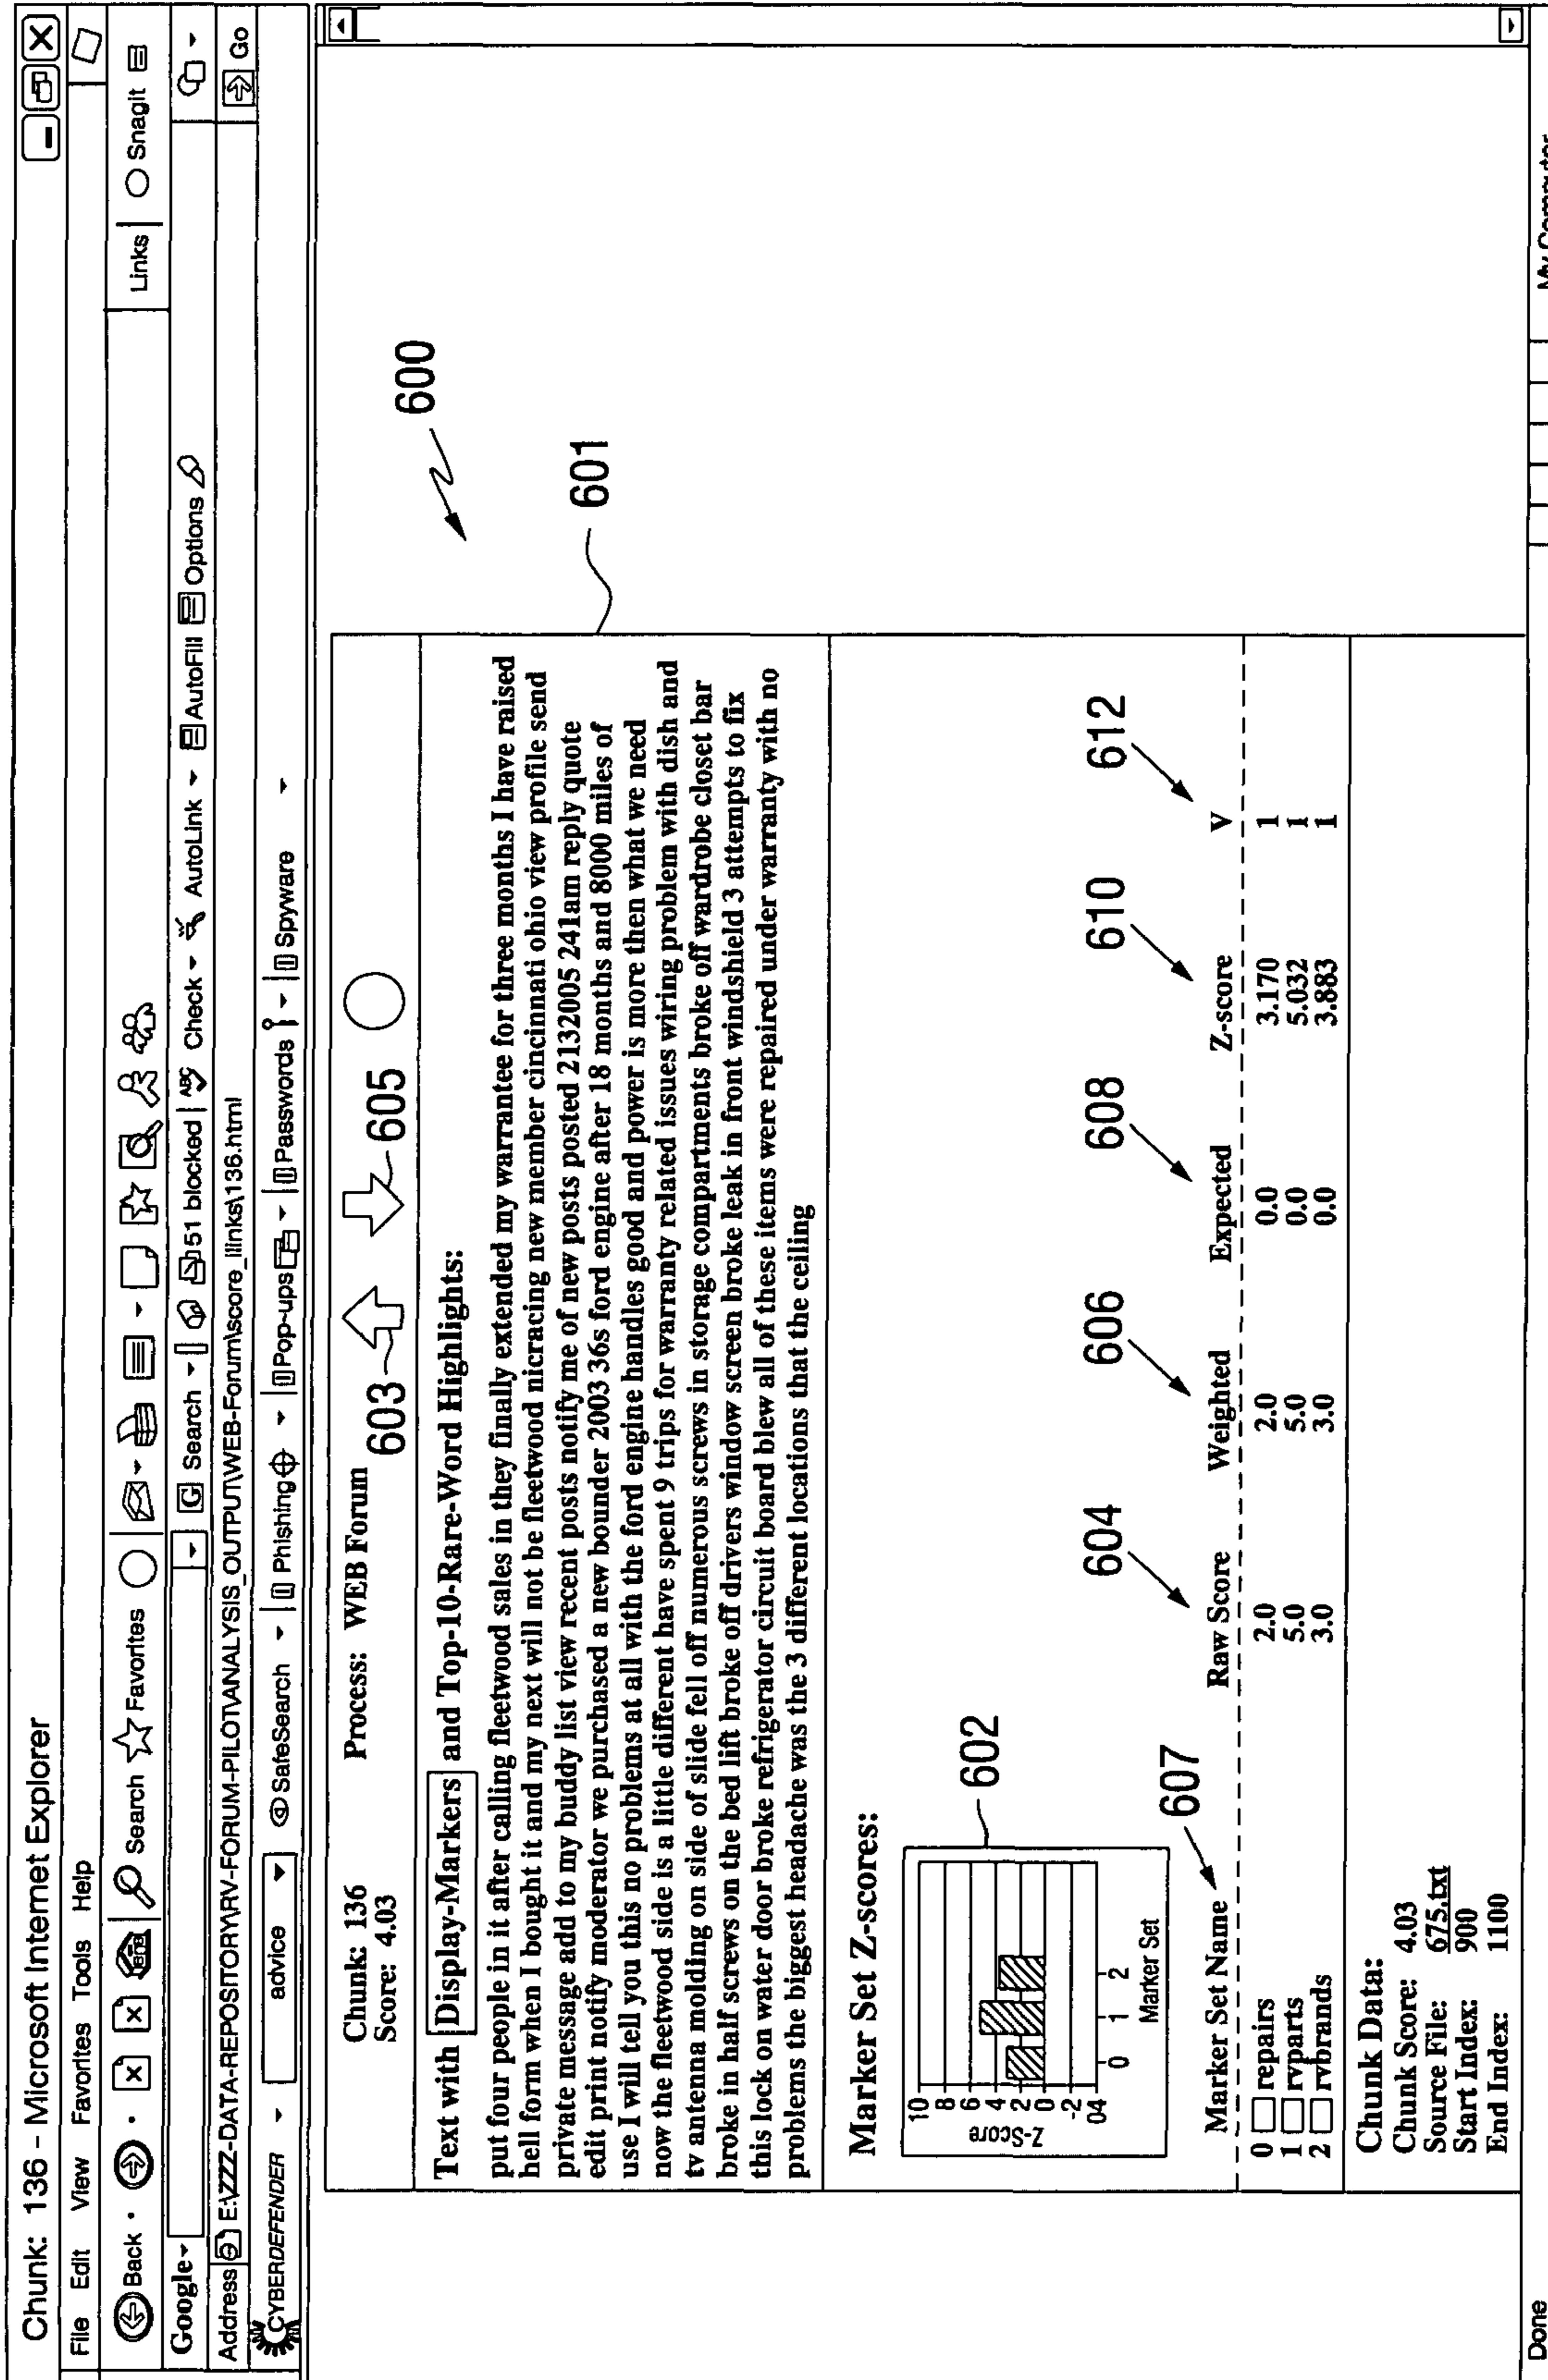 Chunk: 136 – Microsoft Internet Explorer
File Edit View Favorites Tools Help
Back Search Favorites Links Snagit
Google G Search 51 blocked ABC Check AutoLink AutoFill Options
Address E:\ZZZ-DATA-REPOSITORY\RV-FORUM-PILOT\ANALYSIS_OUTPUT\WEB-Forum\score_llinks\136.html Go
CYBERDEFENDER advice SafeSearch Phishing Pop-ups Passwords Spyware
600
Chunk: 136 Process: WEB Forum
Score: 4.03
603 605
601
Text with Display-Markers and Top-10-Rare-Word Highlights:
put four people in it after calling fleetwood sales in they finally extended my warrantee for three months I have raised
hell form when I bought it and my next will not be fleetwood nicracing new member cincinnati ohio view profile send
private message add to my buddy list view recent posts notify me of new posts posted 2132005 241am reply quote
edit print notify moderator we purchased a new bounder 2003 36s ford engine after 18 months and 8000 miles of
use I will tell you this no problems at all with the ford engine handles good and power is more then what we need
now the fleetwood side is a little different have spent 9 trips for warranty related issues wiring problem with dish and
tv antenna molding on side of slide fell off numerous screws in storage compartments broke off wardrobe closet bar
broke in half screws on the bed lift broke off drivers window screen broke leak in front windshield 3 attempts to fix
this lock on water door broke refrigerator circuit board blew all of these items were repaired under warranty with no
problems the biggest headache was the 3 different locations that the ceiling
Marker Set Z-scores:
602
10
8
6
4
2
0
-2
04
Z-Score
0 1 2
Marker Set
607 604 606 608 610 612
Marker Set Name Raw Score Weighted Expected Z-score V
0 repairs 2.0 2.0 0.0 3.170 1
1 rvparts 5.0 5.0 0.0 5.032 1
2 rvbrands 3.0 3.0 0.0 3.883 1
Chunk Data:
Chunk Score: 4.03
Source File: 675.txt
Start Index: 900
End Index: 1100
Done My Computer